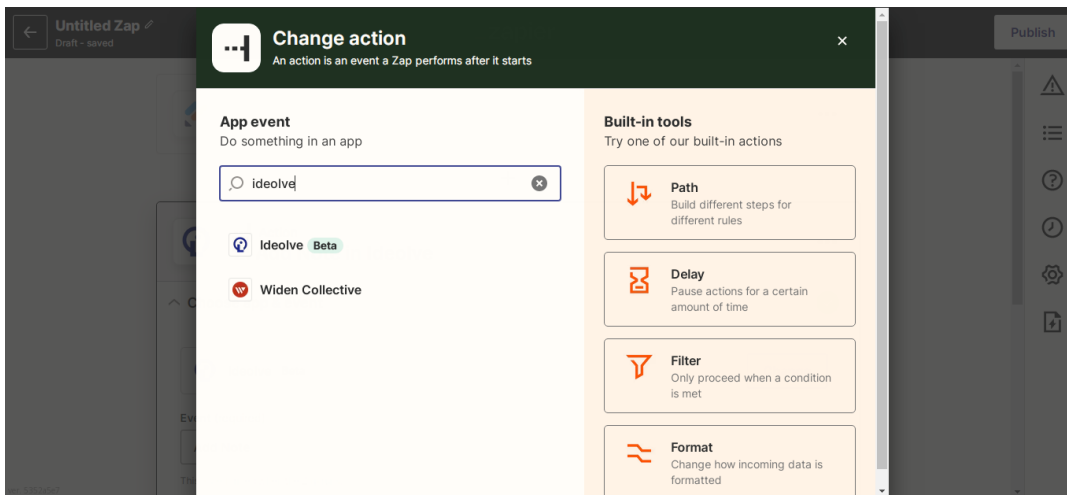 Untitled Zap
Draft - saved
Publish
Change action
An action is an event a Zap performs after it starts
App event
Do something in an app
ideolve
Ideolve Beta
Widen Collective
Built-in tools
Try one of our built-in actions
Path
Build different steps for
different rules
Delay
Pause actions for a certain
amount of time
Filter
Only proceed when a condition
is met
Format
Change how incoming data is
formatted